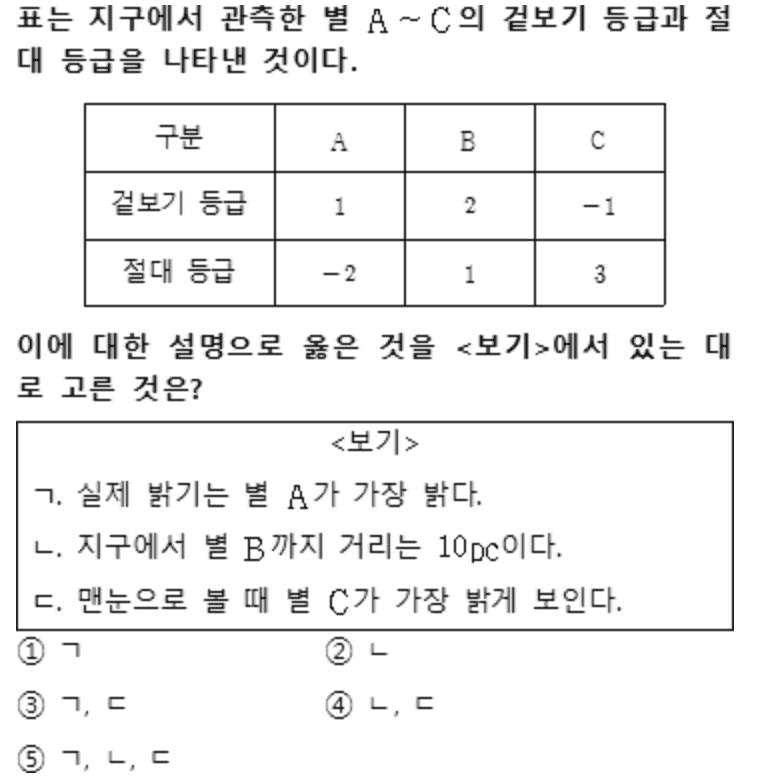 표는 지구에서 관측한 별 A ~ C의 겉보기 등급과 절
대 등급을 나타낸 것이다.
구분 A B C
겉보기 등급 1 2 -1
절대 등급 -2 1 3
이에 대한 설명으로 옳은 것을 <보기>에서 있는 대
로 고른 것은?
<보기>
ㄱ. 실제 밝기는 별 A가 가장 밝다.
ㄴ. 지구에서 별 B까지 거리는 10pc이다.
ㄷ. 맨눈으로 볼 때 별 C가 가장 밝게 보인다.
① ㄱ ② ㄴ
③ ㄱ, ㄷ ④ ㄴ, ㄷ
⑤ ㄱ, ㄴ, ㄷ